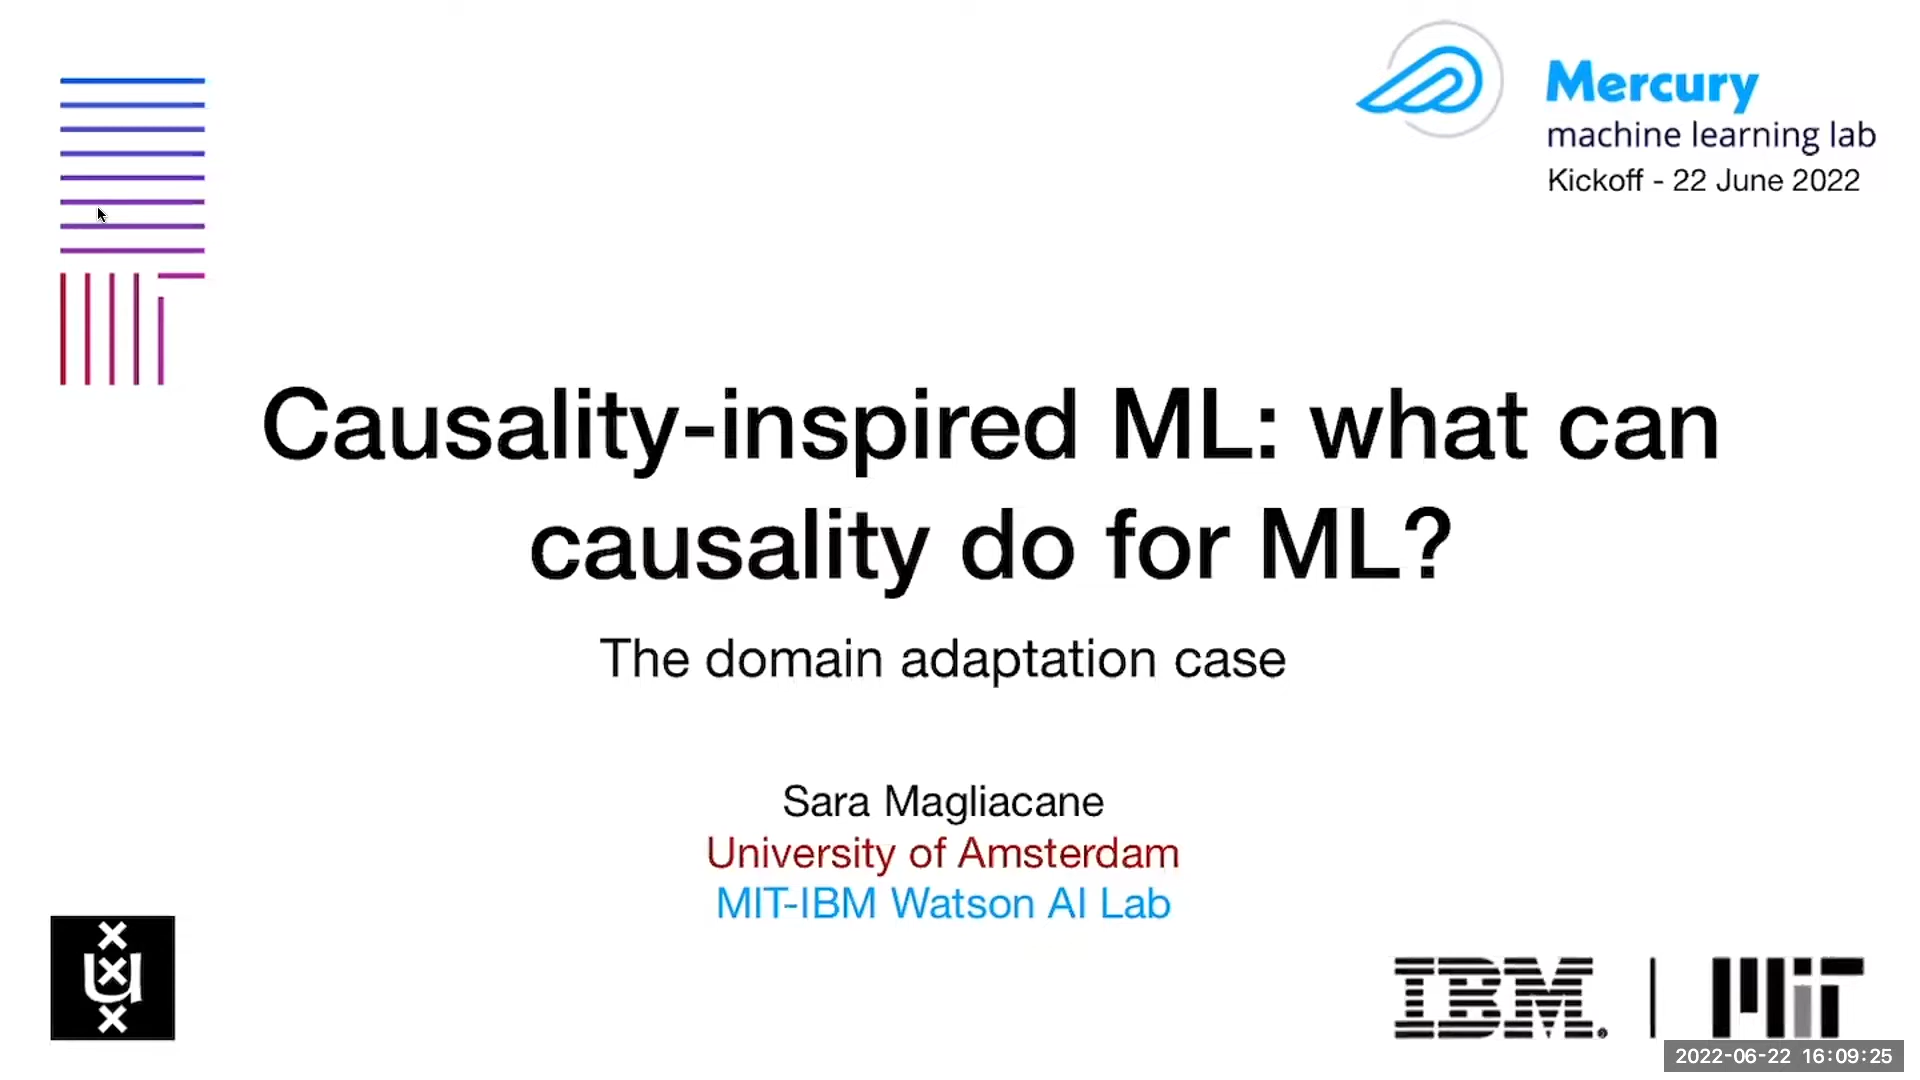 Mercury
machine learning lab
Kickoff - 22 June 2022
Causality-inspired ML: what can
causality do for ML?
The domain adaptation case
Sara Magliacane
University of Amsterdam
MIT-IBM Watson AI Lab
IBM
MIT
2022-06-22 16:09:25